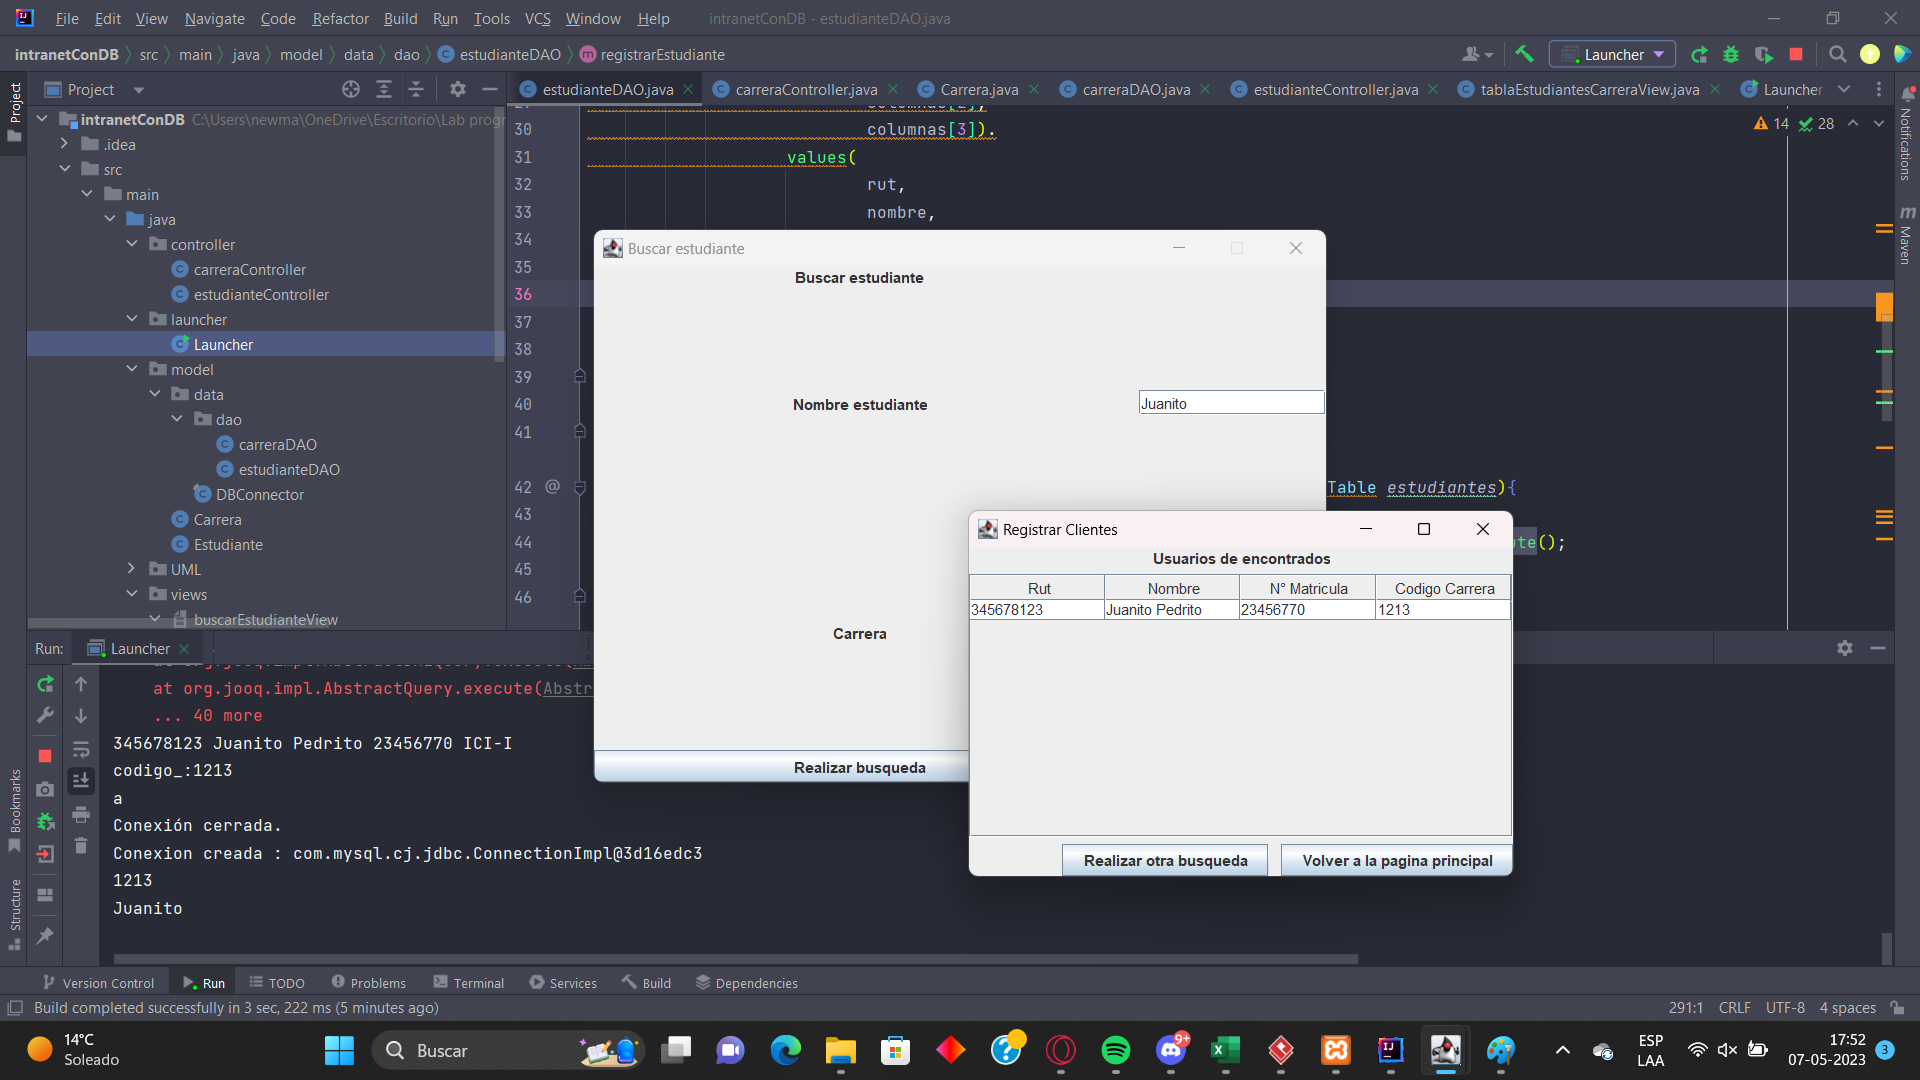 File Edit View Navigate Code Refactor Build Run Tools VCS Window Help intranetConDB - estudianteDAO.java
intranetConDB src main java model data dao estudianteDAO registrarEstudiante Launcher
Project
Project
estudianteDAO.java carreraController.java Carrera.java carreraDAO.java estudianteController.java tablaEstudiantesCarreraView.java Launcher
intranetConDB C:\Users\newma\OneDrive\Escritorio\Lab progr
.idea
src
main
java
controller
carreraController
estudianteController
launcher
Launcher
model
data
dao
carreraDAO
estudianteDAO
DBConnector
Carrera
Estudiante
UML
views
buscarEstudianteView
14 28
30 columnas[3]).
31 values(
32 rut,
33 nombre,
34
35
36
37
38
39
40
41
42 @ Table estudiantes){
43
44 ute();
45
46
Notifications
Maven
Buscar estudiante
Buscar estudiante
Nombre estudiante Juanito
Carrera
Realizar busqueda
Registrar Clientes
Usuarios de encontrados
Rut Nombre N° Matricula Codigo Carrera
345678123 Juanito Pedrito 23456770 1213
Realizar otra busqueda Volver a la pagina principal
Run: Launcher
at org.jooq.impl.AbstractQuery.execute(Abstr
... 40 more
345678123 Juanito Pedrito 23456770 ICI-I
codigo_:1213
a
Conexión cerrada.
Conexion creada : com.mysql.cj.jdbc.ConnectionImpl@3d16edc3
1213
Juanito
Bookmarks
Structure
Version Control Run TODO Problems Terminal Services Build Dependencies
Build completed successfully in 3 sec, 222 ms (5 minutes ago) 291:1 CRLF UTF-8 4 spaces
14°C
Soleado
Buscar
9+
ESP
LAA
17:52
07-05-2023
3